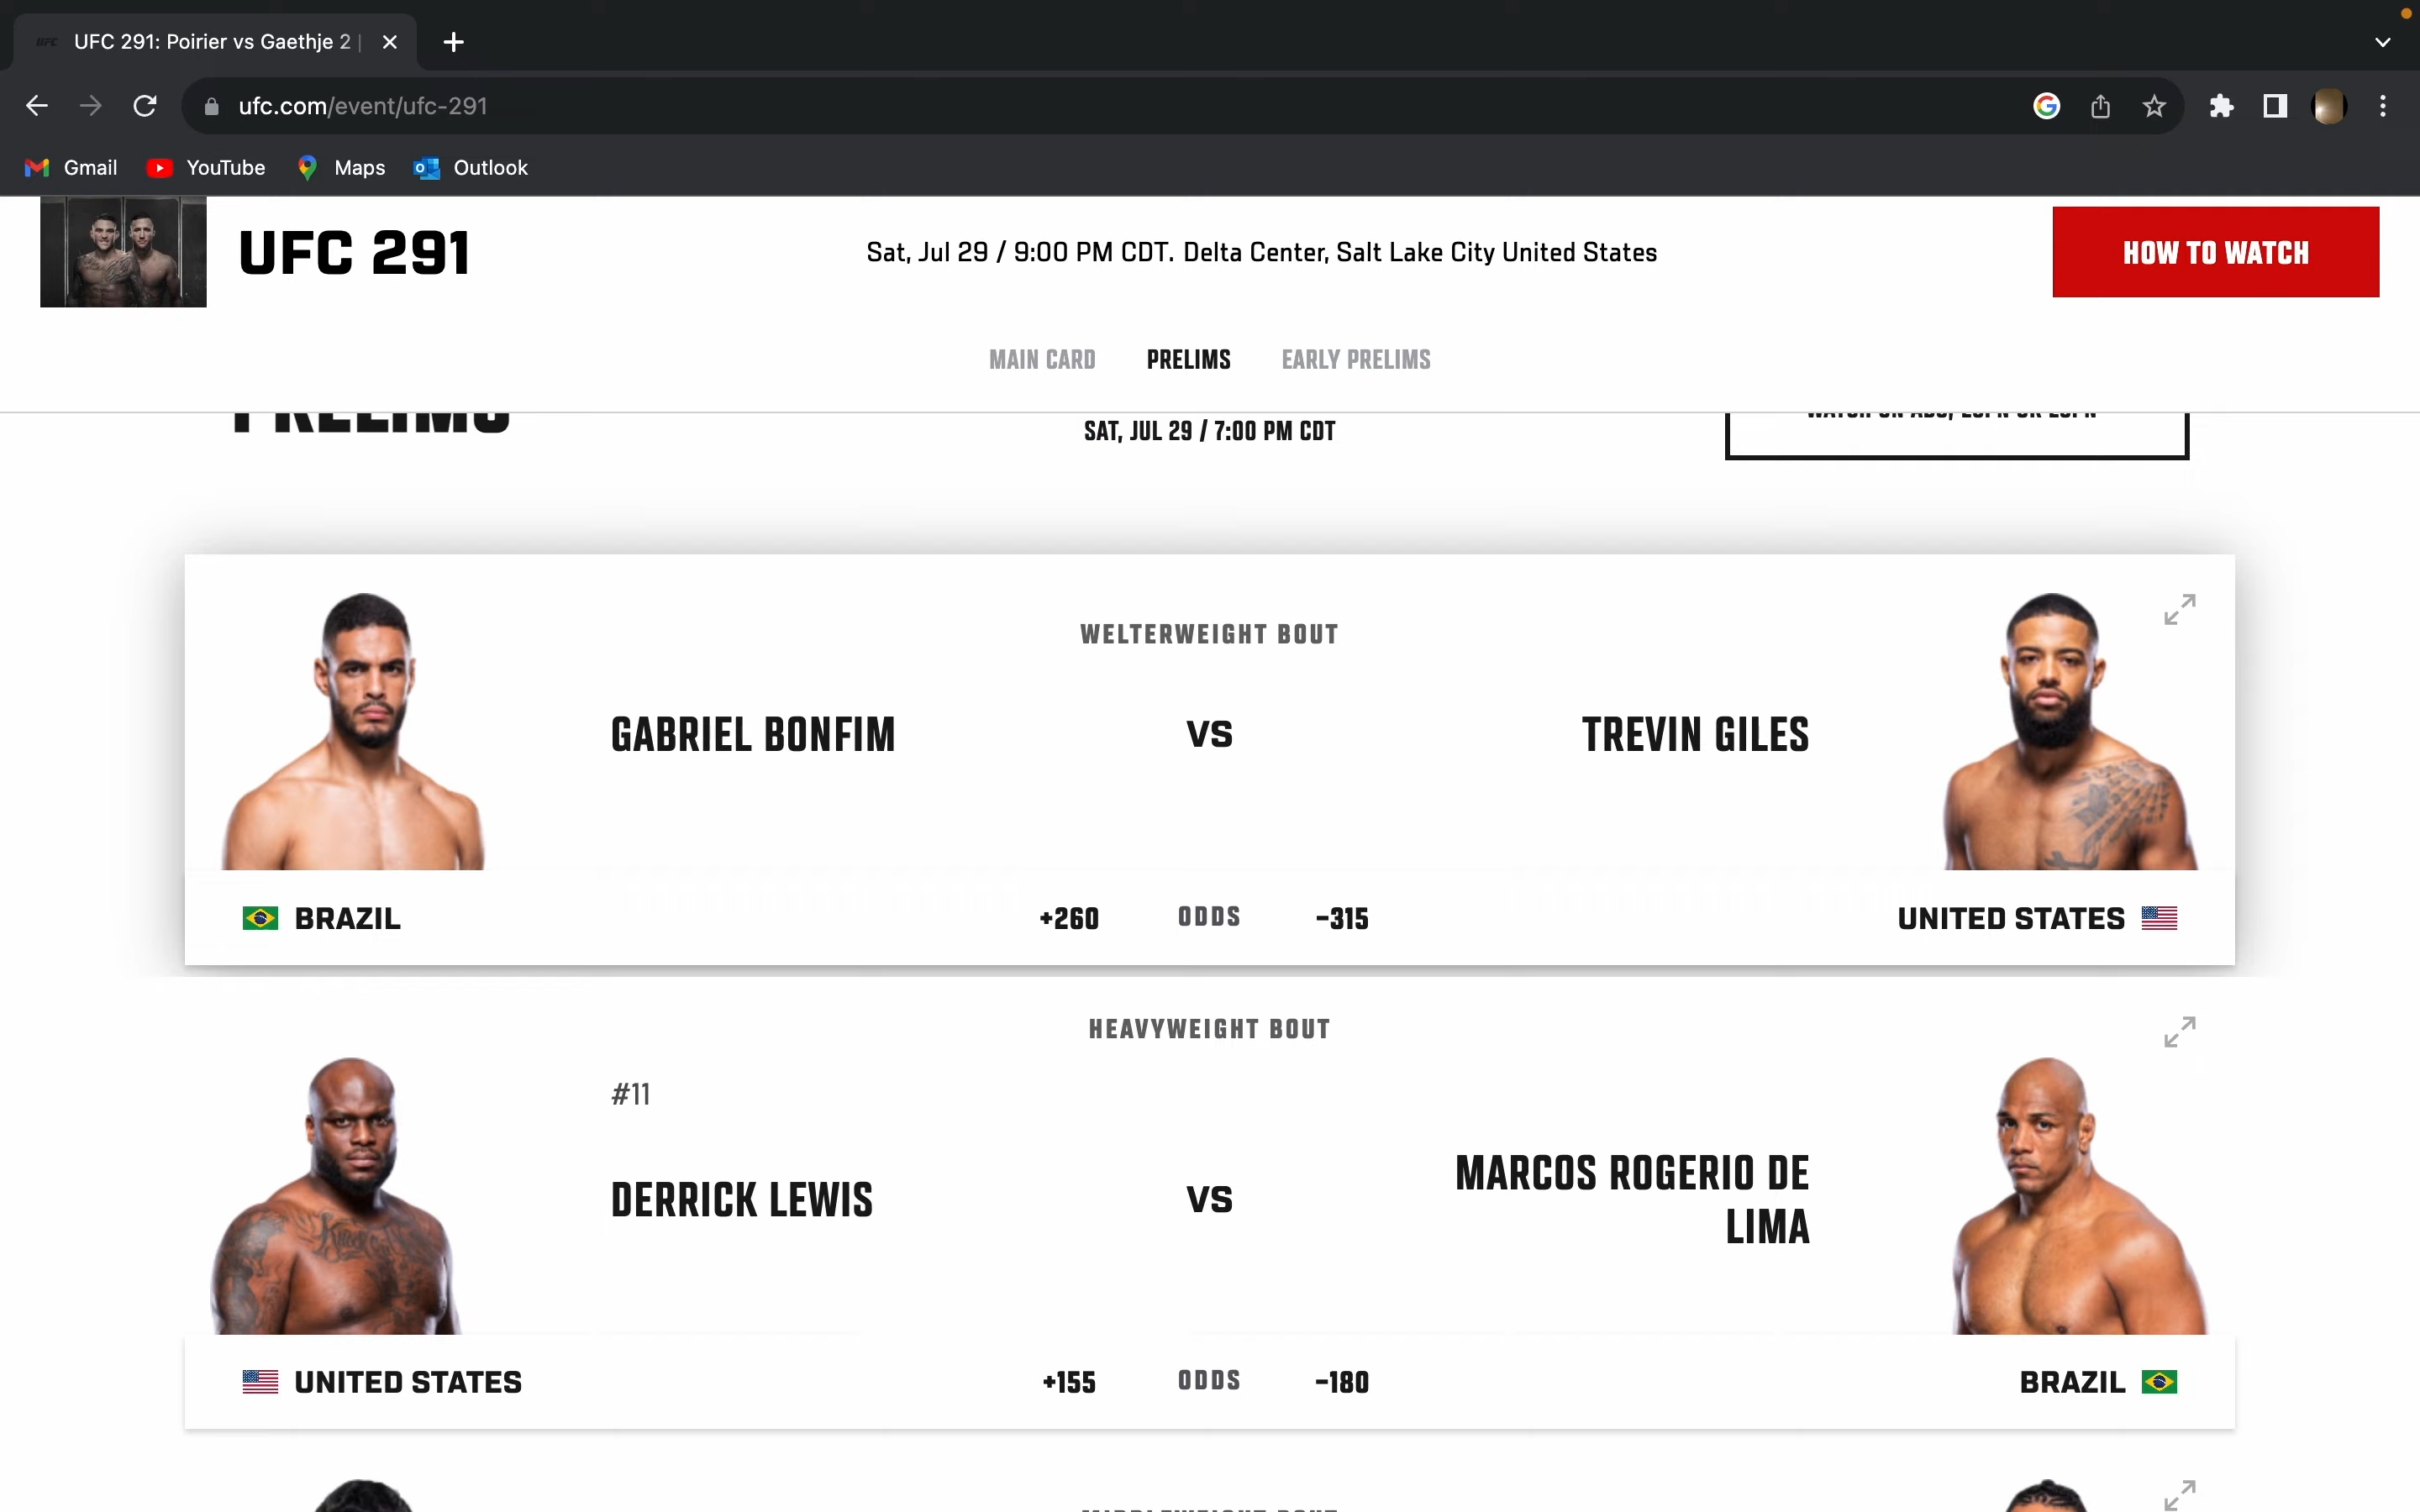 UFC 291: Poirier vs Gaethje 2 |
ufc.com/event/ufc-291
Gmail YouTube Maps Outlook
UFC 291
Sat, Jul 29 / 9:00 PM CDT. Delta Center, Salt Lake City United States
HOW TO WATCH
MAIN CARD PRELIMS EARLY PRELIMS
PRELIMS
SAT, JUL 29 / 7:00 PM CDT
WELTERWEIGHT BOUT
GABRIEL BONFIM VS TREVIN GILES
BRAZIL +260 ODDS -315 UNITED STATES
HEAVYWEIGHT BOUT
#11
DERRICK LEWIS VS MARCOS ROGERIO DE
LIMA
UNITED STATES +155 ODDS -180 BRAZIL